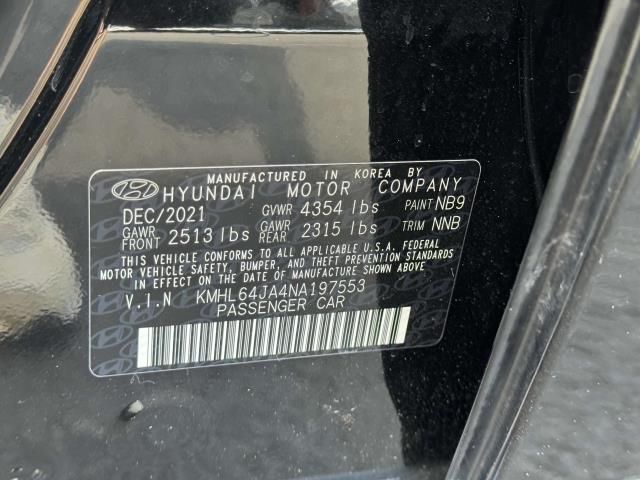 MANUFACTURED IN KOREA BY
HYUNDAI MOTOR COMPANY
DEC/2021 GVWR 4354 lbs PAINT NB9
GAWR FRONT 2513 lbs GAWR REAR 2315 lbs TRIM NNB
THIS VEHICLE CONFORMS TO ALL APPLICABLE U.S.A. FEDERAL
MOTOR VEHICLE SAFETY, BUMPER, AND THEFT PREVENTION STANDARDS
IN EFFECT ON THE DATE OF MANUFACTURE SHOWN ABOVE.
V.I.N KMHL64JA4NA197553
PASSENGER CAR